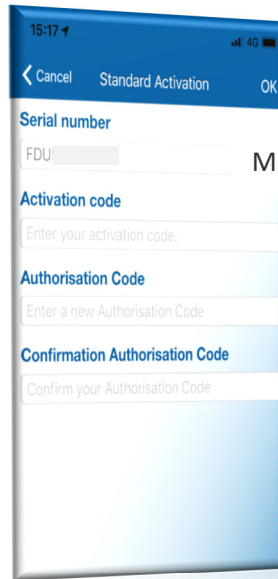 15:17
4G
Cancel Standard Activation OK
Serial number
FDU
M
Activation code
Enter your activation code.
Authorisation Code
Enter a new Authorisation Code
Confirmation Authorisation Code
Confirm your Authorisation Code